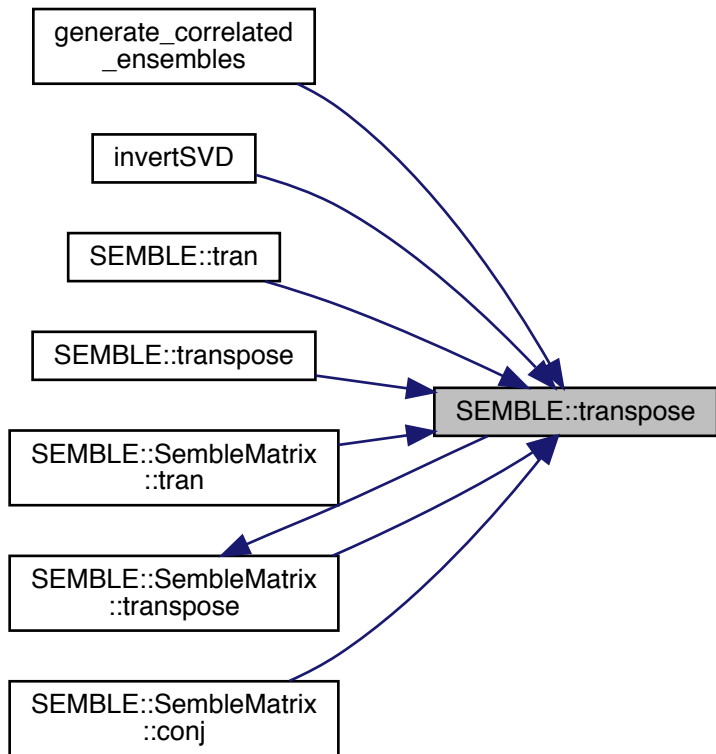 generate_correlated
_ensembles
invertSVD
SEMBLE::tran
SEMBLE::transpose
SEMBLE::transpose
SEMBLE::SembleMatrix
::tran
SEMBLE::SembleMatrix
::transpose
SEMBLE::SembleMatrix
::conj